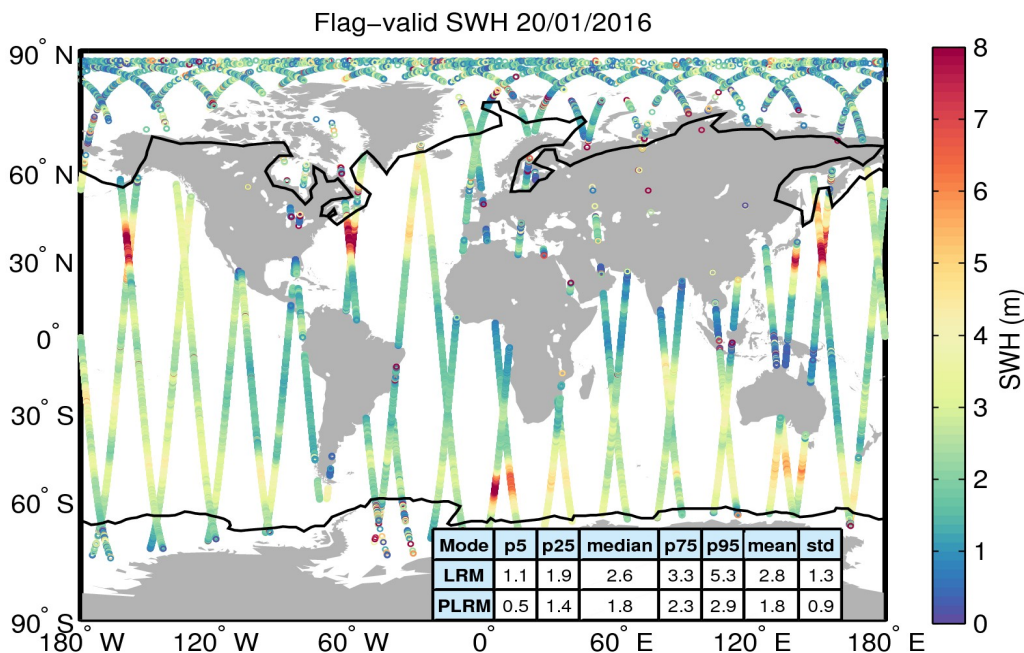 Flag−valid SWH 20/01/2016
90° N
60° N
30° N
0°
30° S
60° S
90° S
180° W 120° W 60° W 0° 60° E 120° E 180° E
Mode p5 p25 median p75 p95 mean std
LRM 1.1 1.9 2.6 3.3 5.3 2.8 1.3
PLRM 0.5 1.4 1.8 2.3 2.9 1.8 0.9
8
7
6
5
4
3
2
1
0
SWH (m)